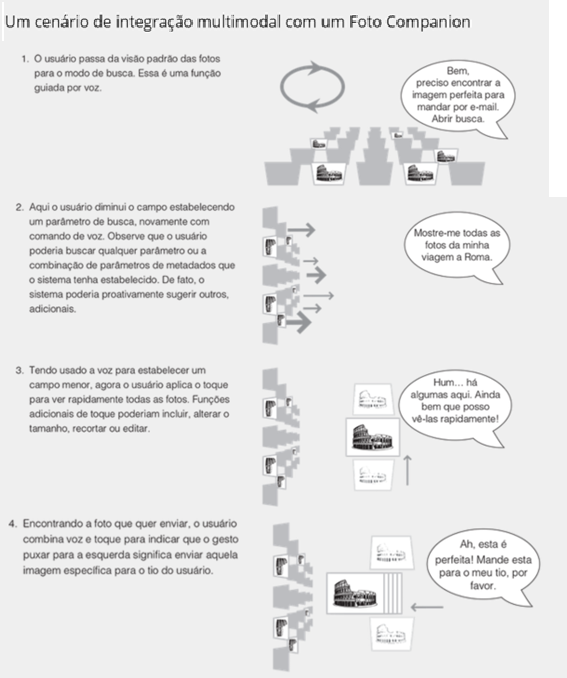 Um cenário de integração multimodal com um Foto Companion
1. O usuário passa da visão padrão das fotos
para o modo de busca. Essa é uma função
guiada por voz.
Bem,
preciso encontrar a
imagem perfeita para
mandar por e-mail.
Abrir busca.
2. Aqui o usuário diminui o campo estabelecendo
um parâmetro de busca, novamente com
comando de voz. Observe que o usuário
poderia buscar qualquer parâmetro ou a
combinação de parâmetros de metadados que
o sistema tenha estabelecido. De fato, o
sistema poderia proativamente sugerir outros,
adicionais.
Mostre-me todas as
fotos da minha
viagem a Roma.
3. Tendo usado a voz para estabelecer um
campo menor, agora o usuário aplica o toque
para ver rapidamente todas as fotos. Funções
adicionais de toque poderiam incluir, alterar o
tamanho, recortar ou editar.
Hum... há
algumas aqui. Ainda
bem que posso
vê-las rapidamente!
4. Encontrando a foto que quer enviar, o usuário
combina voz e toque para indicar que o gesto
puxar para a esquerda significa enviar aquela
imagem específica para o tio do usuário.
Ah, esta é
perfeita! Mande esta
para o meu tio, por
favor.